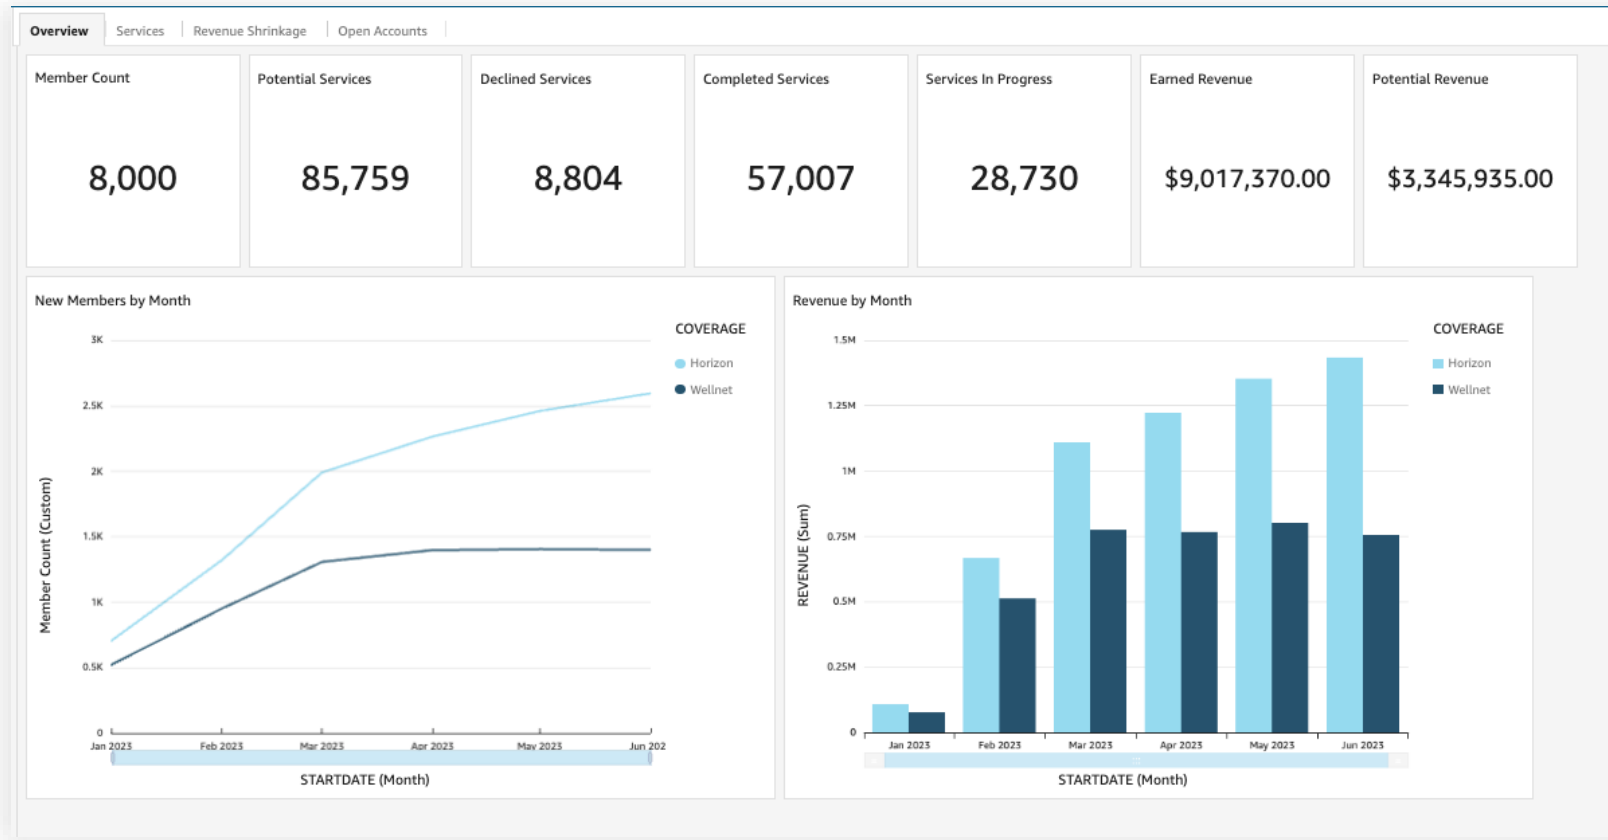 Overview
Services
Revenue Shrinkage
Open Accounts
Member Count
8,000
Potential Services
85,759
Declined Services
8,804
Completed Services
57,007
Services In Progress
28,730
Earned Revenue
$9,017,370.00
Potential Revenue
$3,345,935.00
New Members by Month
COVERAGE
Horizon
Wellnet
Member Count (Custom)
3K
2.5K
2K
1.5K
1K
0.5K
0
Jan 2023
Feb 2023
Mar 2023
Apr 2023
May 2023
Jun 202
STARTDATE (Month)
Revenue by Month
COVERAGE
Horizon
Wellnet
REVENUE (Sum)
1.5M
1.25M
1M
0.75M
0.5M
0.25M
0
Jan 2023
Feb 2023
Mar 2023
Apr 2023
May 2023
Jun 2023
STARTDATE (Month)